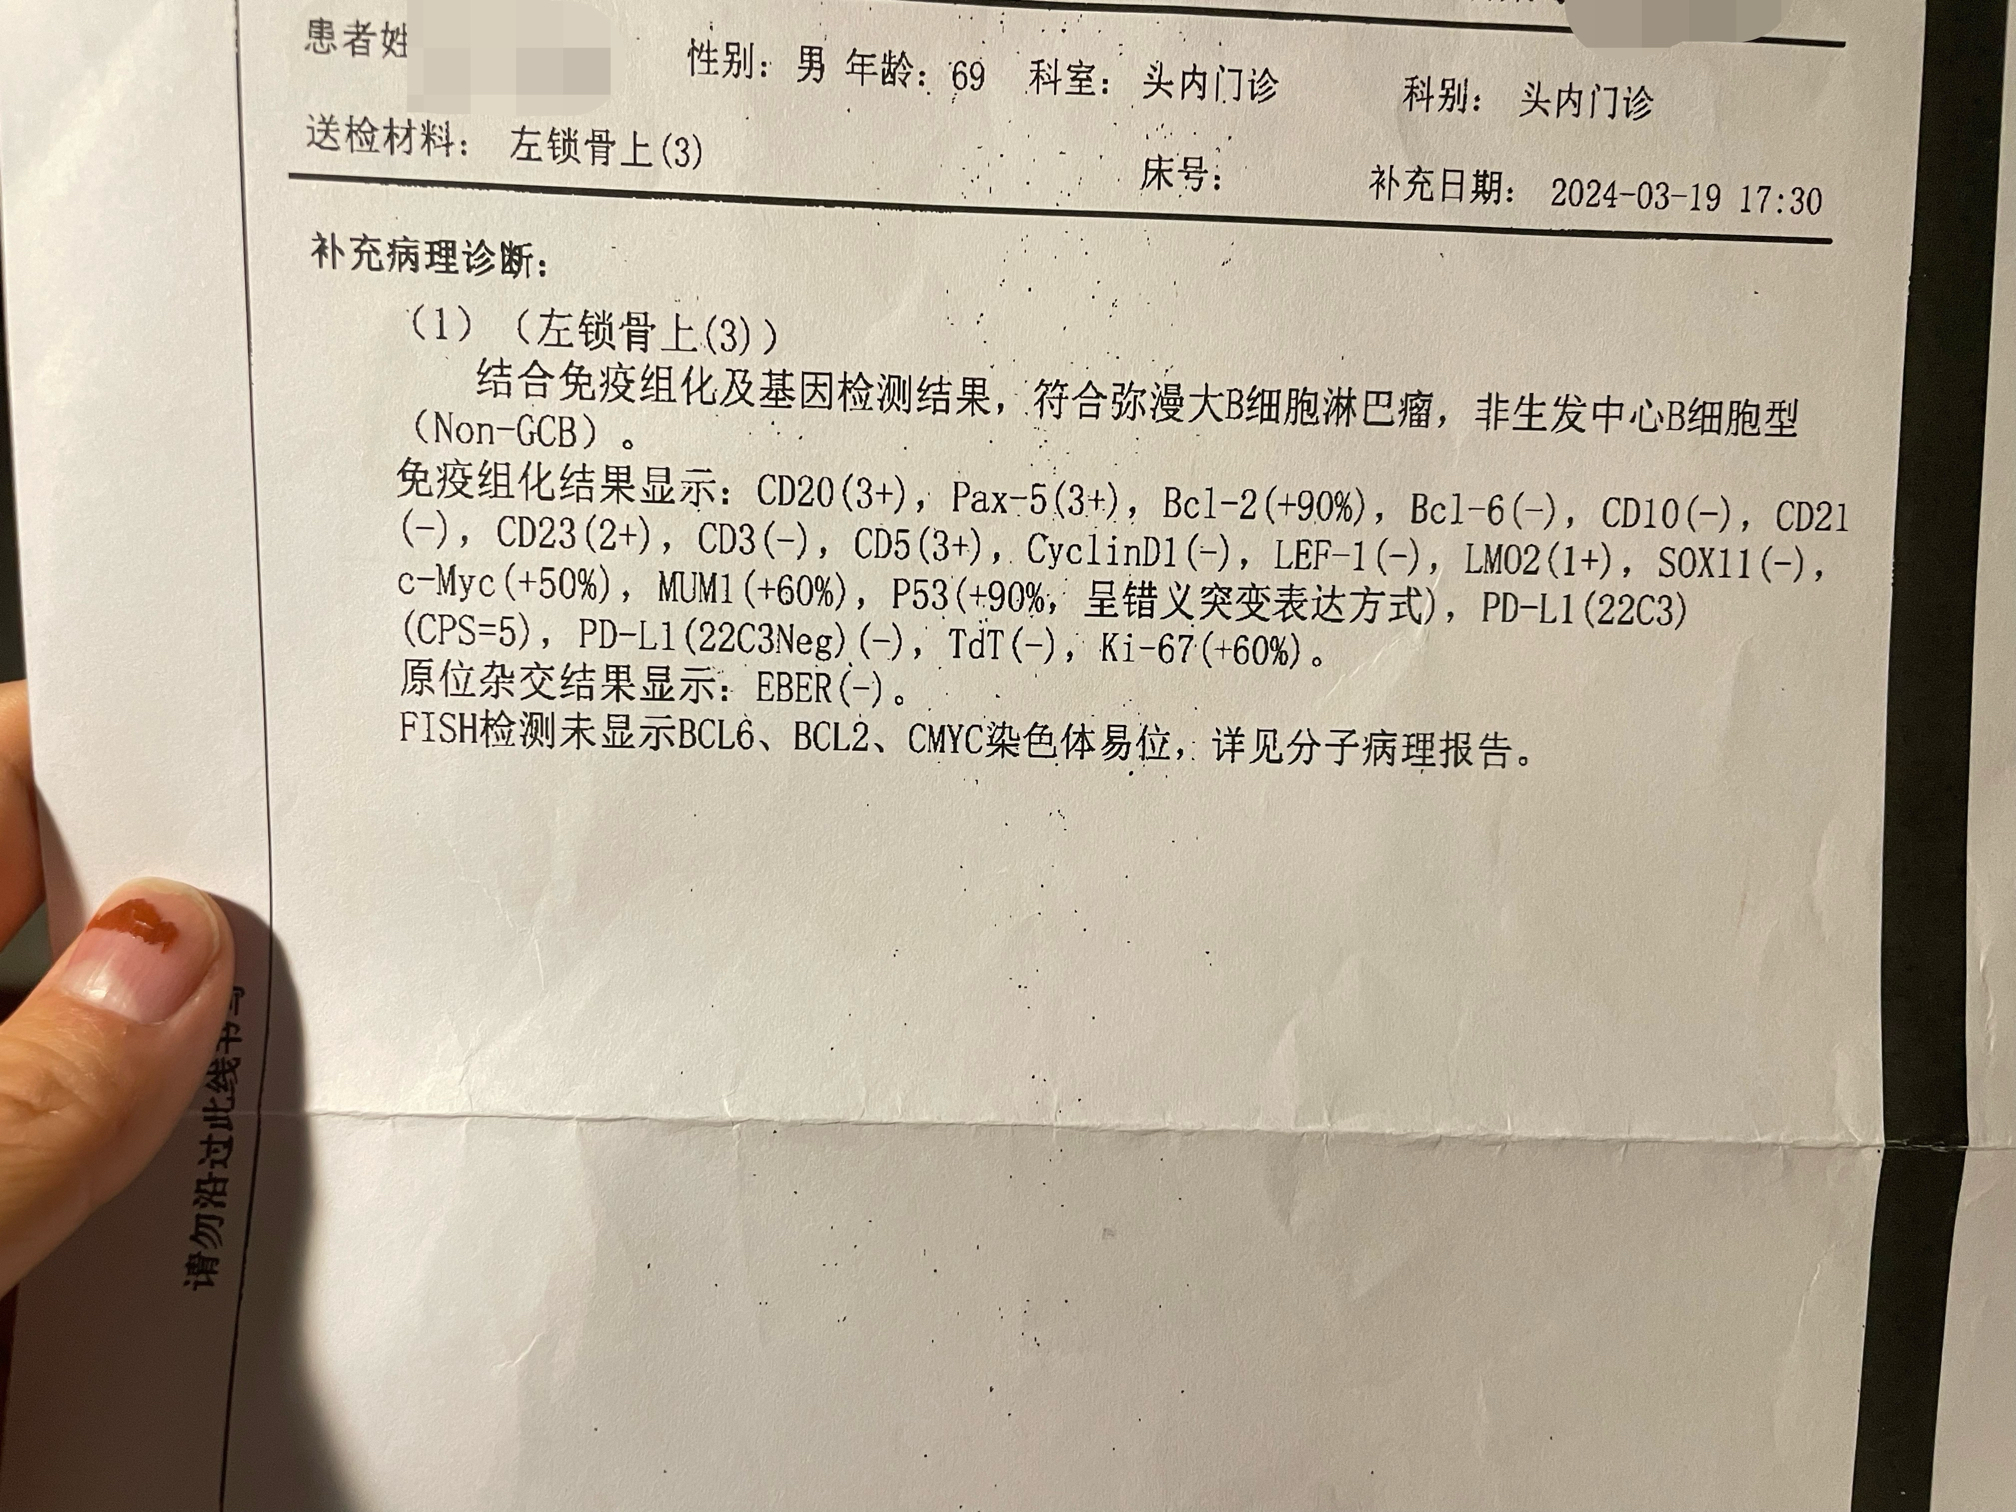 患者姓
性别：男 年龄：69 科室：头内门诊 科别：头内门诊
送检材料：左锁骨上(3) 床号： 补充日期：2024-03-19 17:30
补充病理诊断：
（1）（左锁骨上(3)）
结合免疫组化及基因检测结果，符合弥漫大B细胞淋巴瘤，非生发中心B细胞型
（Non-GCB）。
免疫组化结果显示：CD20(3+)，Pax-5(3+)，Bcl-2(+90%)，Bcl-6(-)，CD10(-)，CD21
(-)，CD23(2+)，CD3(-)，CD5(3+)，CyclinD1(-)，LEF-1(-)，LMO2(1+)，SOX11(-)，
c-Myc(+50%)，MUM1(+60%)，P53(+90%，呈错义突变表达方式)，PD-L1(22C3)
(CPS=5)，PD-L1(22C3Neg)(-)，TdT(-)，Ki-67(+60%)。
原位杂交结果显示：EBER(-)。
FISH检测未显示BCL6、BCL2、CMYC染色体易位，详见分子病理报告。
请勿沿过此线书写